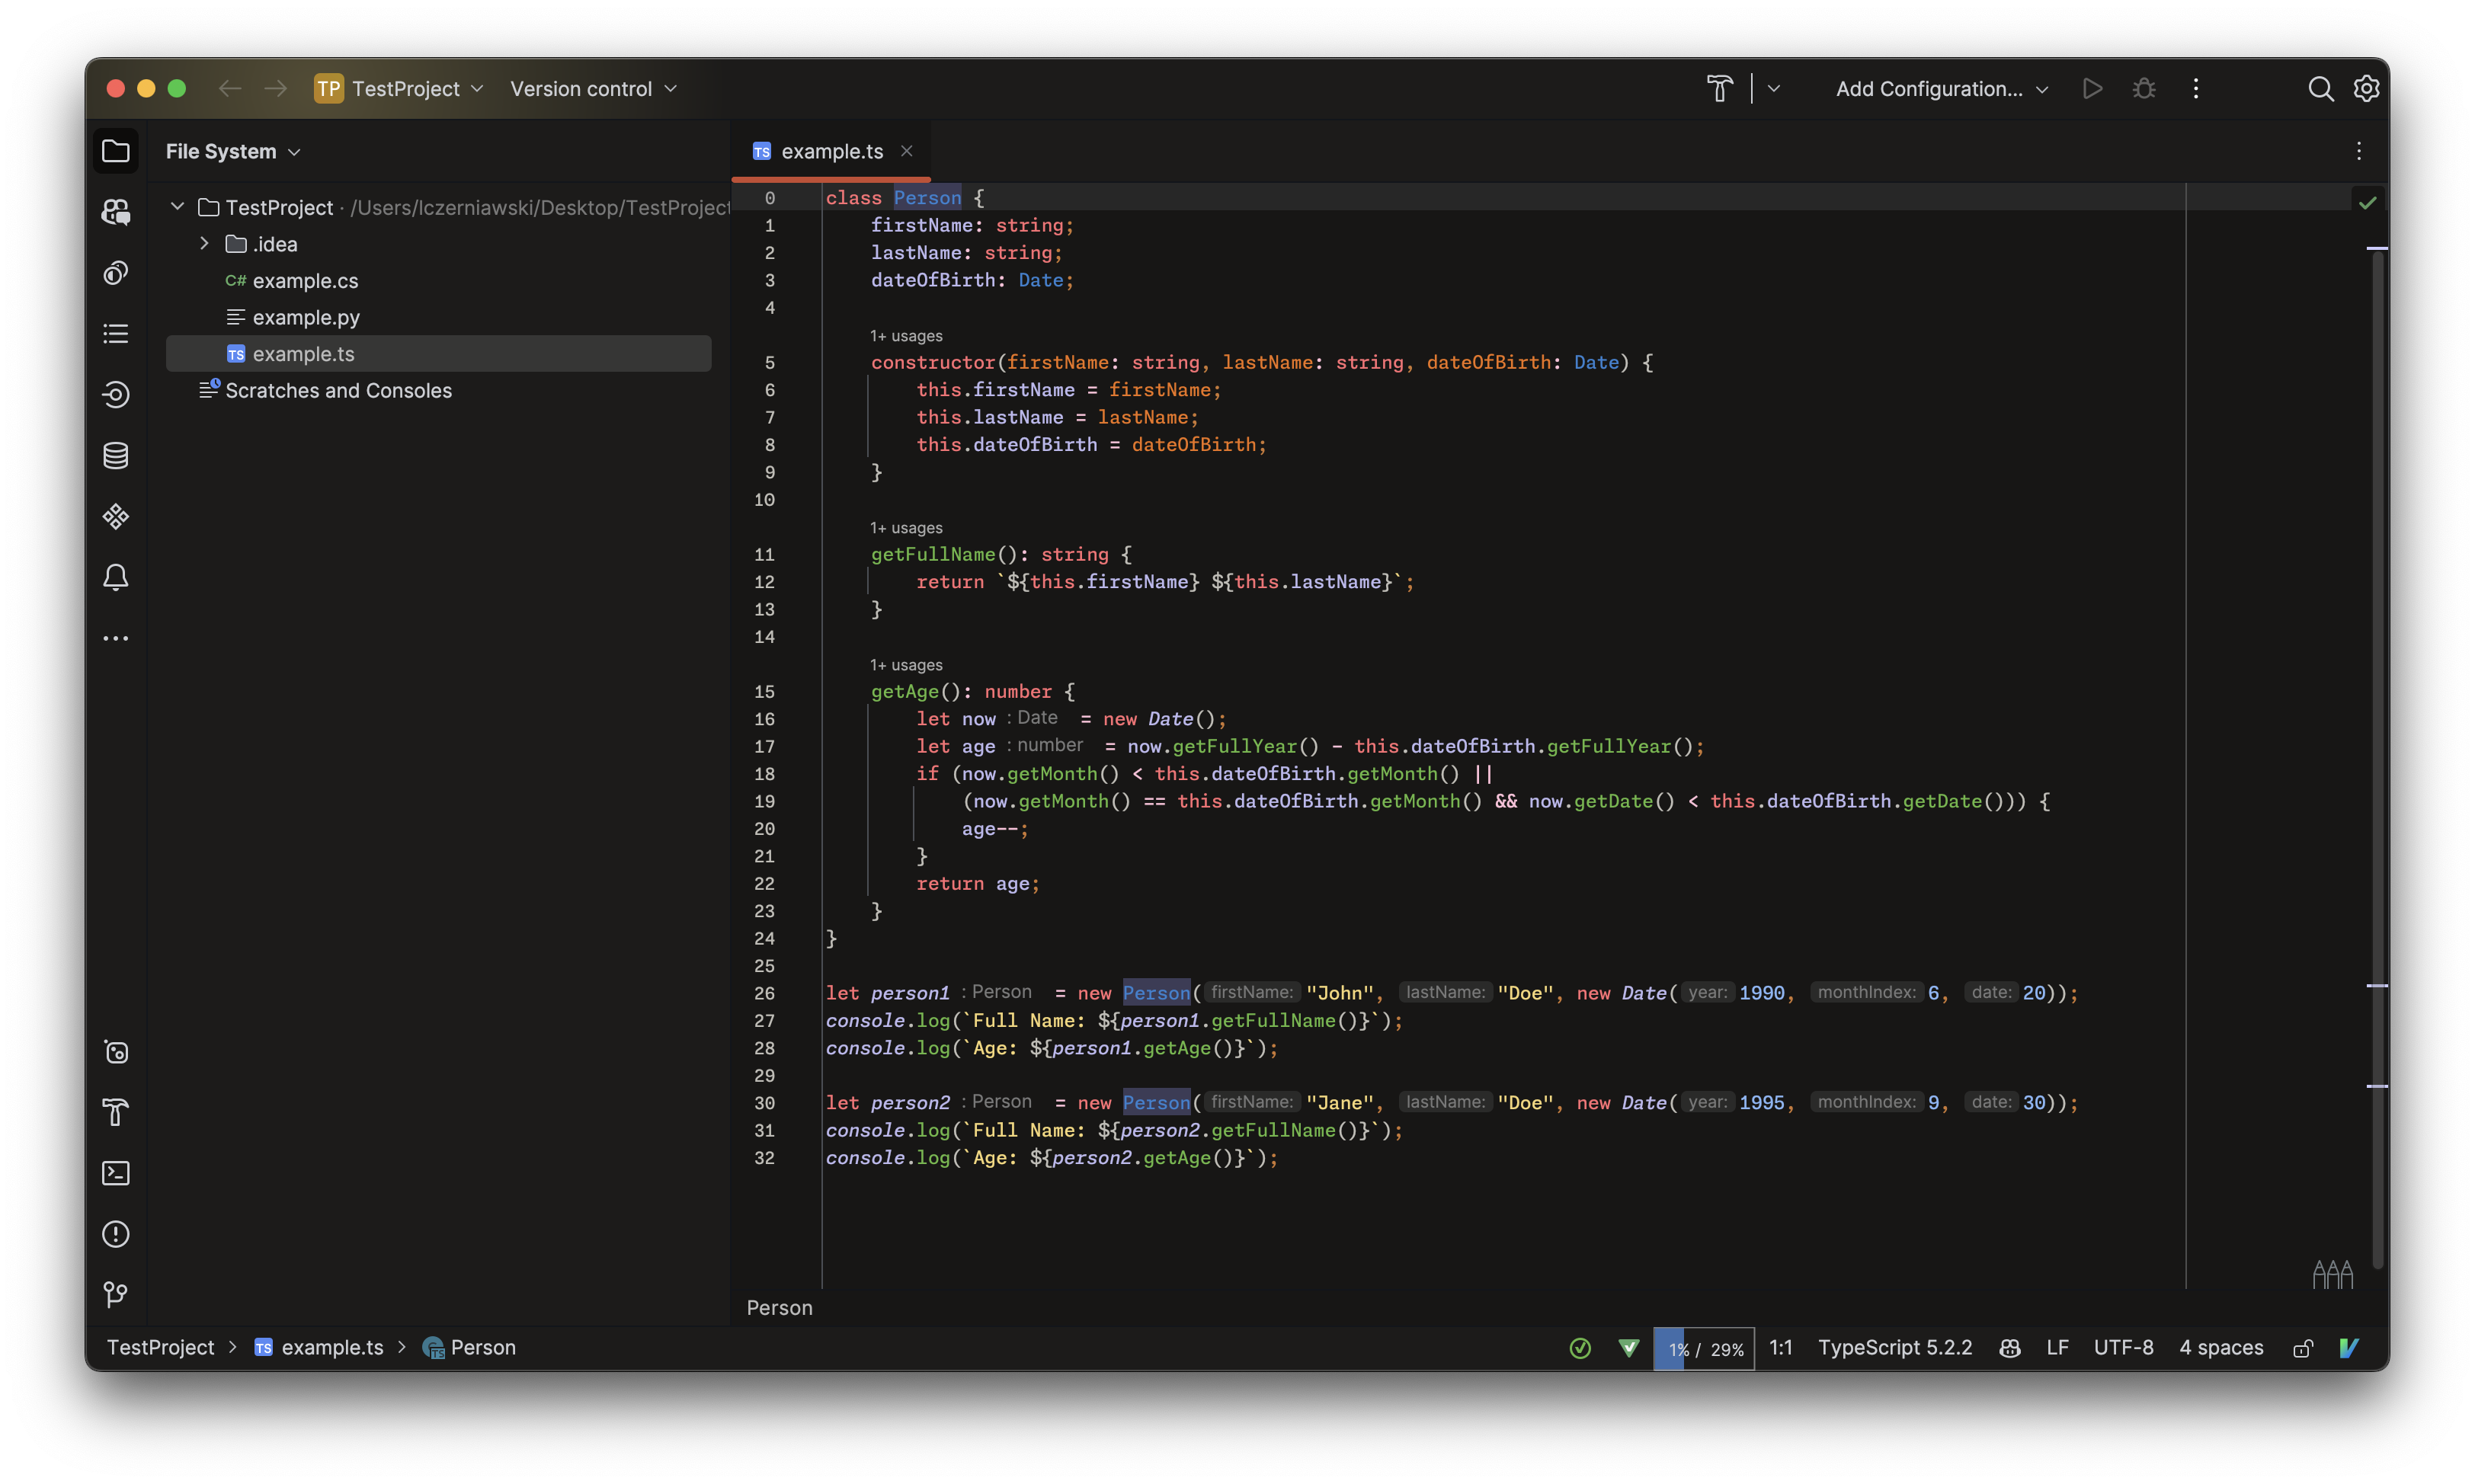 TP TestProject Version control Add Configuration...
File System
TS example.ts
TestProject · /Users/lczerniawski/Desktop/TestProject
.idea
C# example.cs
example.py
TS example.ts
Scratches and Consoles
0 class Person {
1     firstName: string;
2     lastName: string;
3     dateOfBirth: Date;
4
1+ usages
5     constructor(firstName: string, lastName: string, dateOfBirth: Date) {
6         this.firstName = firstName;
7         this.lastName = lastName;
8         this.dateOfBirth = dateOfBirth;
9     }
10
1+ usages
11     getFullName(): string {
12         return `${this.firstName} ${this.lastName}`;
13     }
14
1+ usages
15     getAge(): number {
16         let now : Date = new Date();
17         let age : number = now.getFullYear() - this.dateOfBirth.getFullYear();
18         if (now.getMonth() < this.dateOfBirth.getMonth() ||
19             (now.getMonth() == this.dateOfBirth.getMonth() && now.getDate() < this.dateOfBirth.getDate())) {
20             age--;
21         }
22         return age;
23     }
24 }
25
26 let person1 : Person = new Person( firstName: "John", lastName: "Doe", new Date( year: 1990, monthIndex: 6, date: 20));
27 console.log(`Full Name: ${person1.getFullName()}`);
28 console.log(`Age: ${person1.getAge()}`);
29
30 let person2 : Person = new Person( firstName: "Jane", lastName: "Doe", new Date( year: 1995, monthIndex: 9, date: 30));
31 console.log(`Full Name: ${person2.getFullName()}`);
32 console.log(`Age: ${person2.getAge()}`);
Person
TestProject > TS example.ts > TS Person 1% / 29% 1:1 TypeScript 5.2.2 LF UTF-8 4 spaces